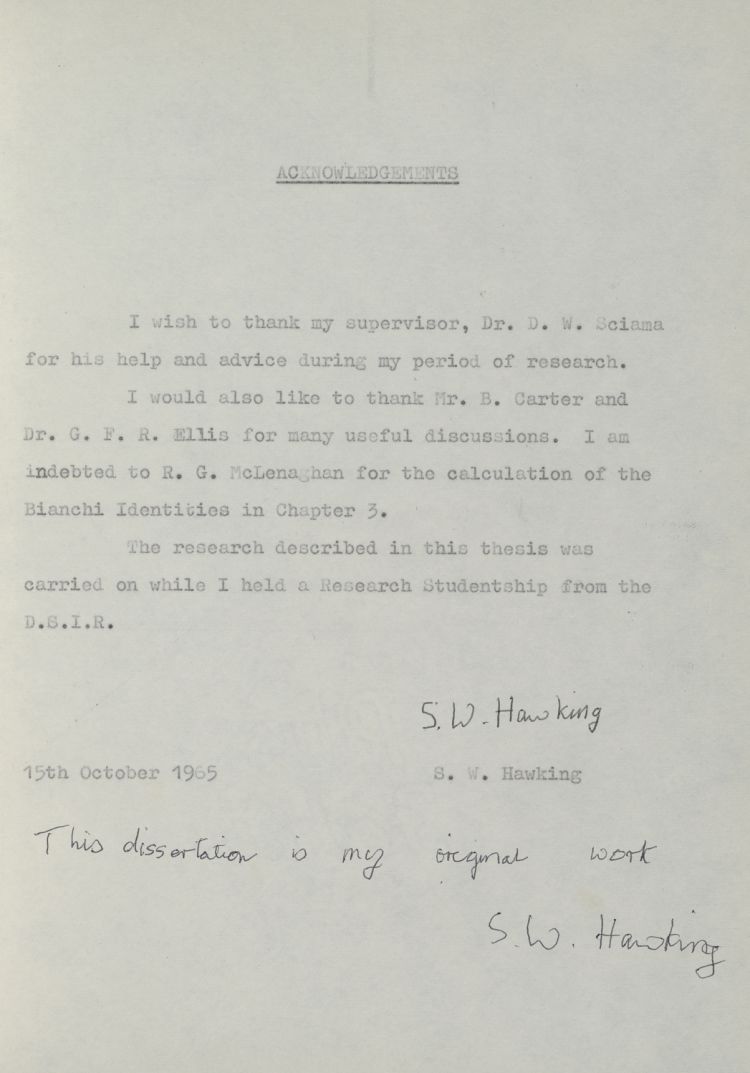 ACKNOWLEDGEMENTS
I wish to thank my supervisor, Dr. D. W. Sciama
for his help and advice during my period of research.
I would also like to thank Mr. B. Carter and
Dr. G. F. R. Ellis for many useful discussions. I am
indebted to R. G. McLenaghan for the calculation of the
Bianchi Identities in Chapter 3.
The research described in this thesis was
carried on while I held a Research Studentship from the
D.S.I.R.
S. W. Hawking
15th October 1965 S. W. Hawking
This dissertation is my original work
S. W. Hawking